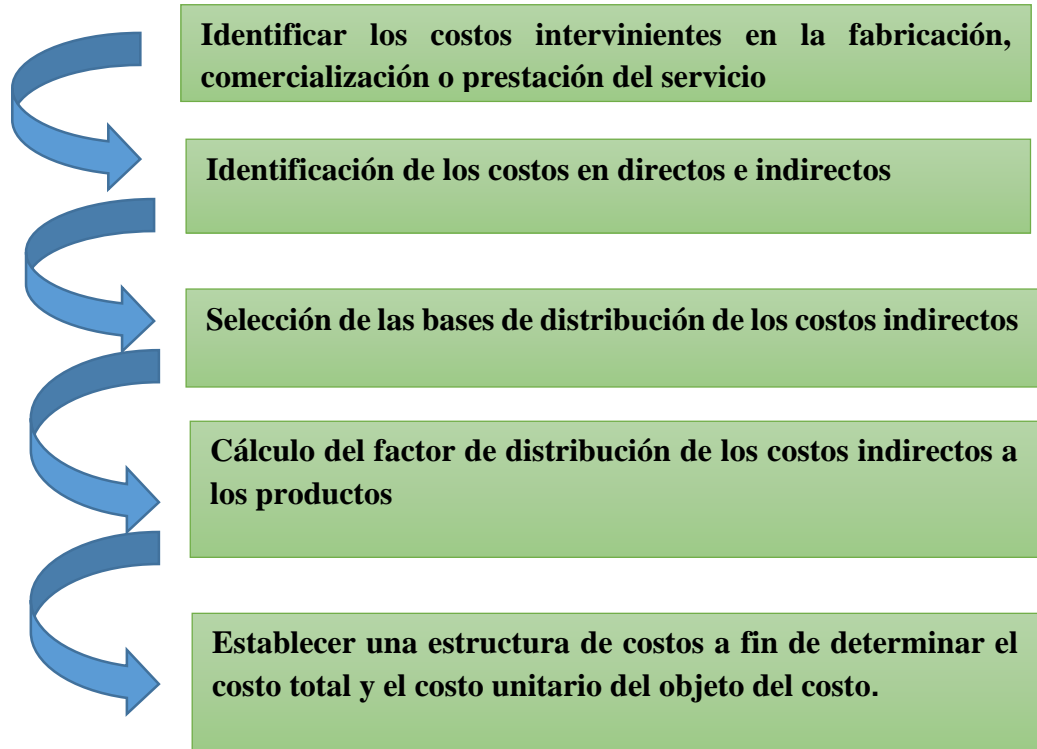 Identificar los costos intervinientes en la fabricación,
comercialización o prestación del servicio
Identificación de los costos en directos e indirectos
Selección de las bases de distribución de los costos indirectos
Cálculo del factor de distribución de los costos indirectos a
los productos
Establecer una estructura de costos a fin de determinar el
costo total y el costo unitario del objeto del costo.